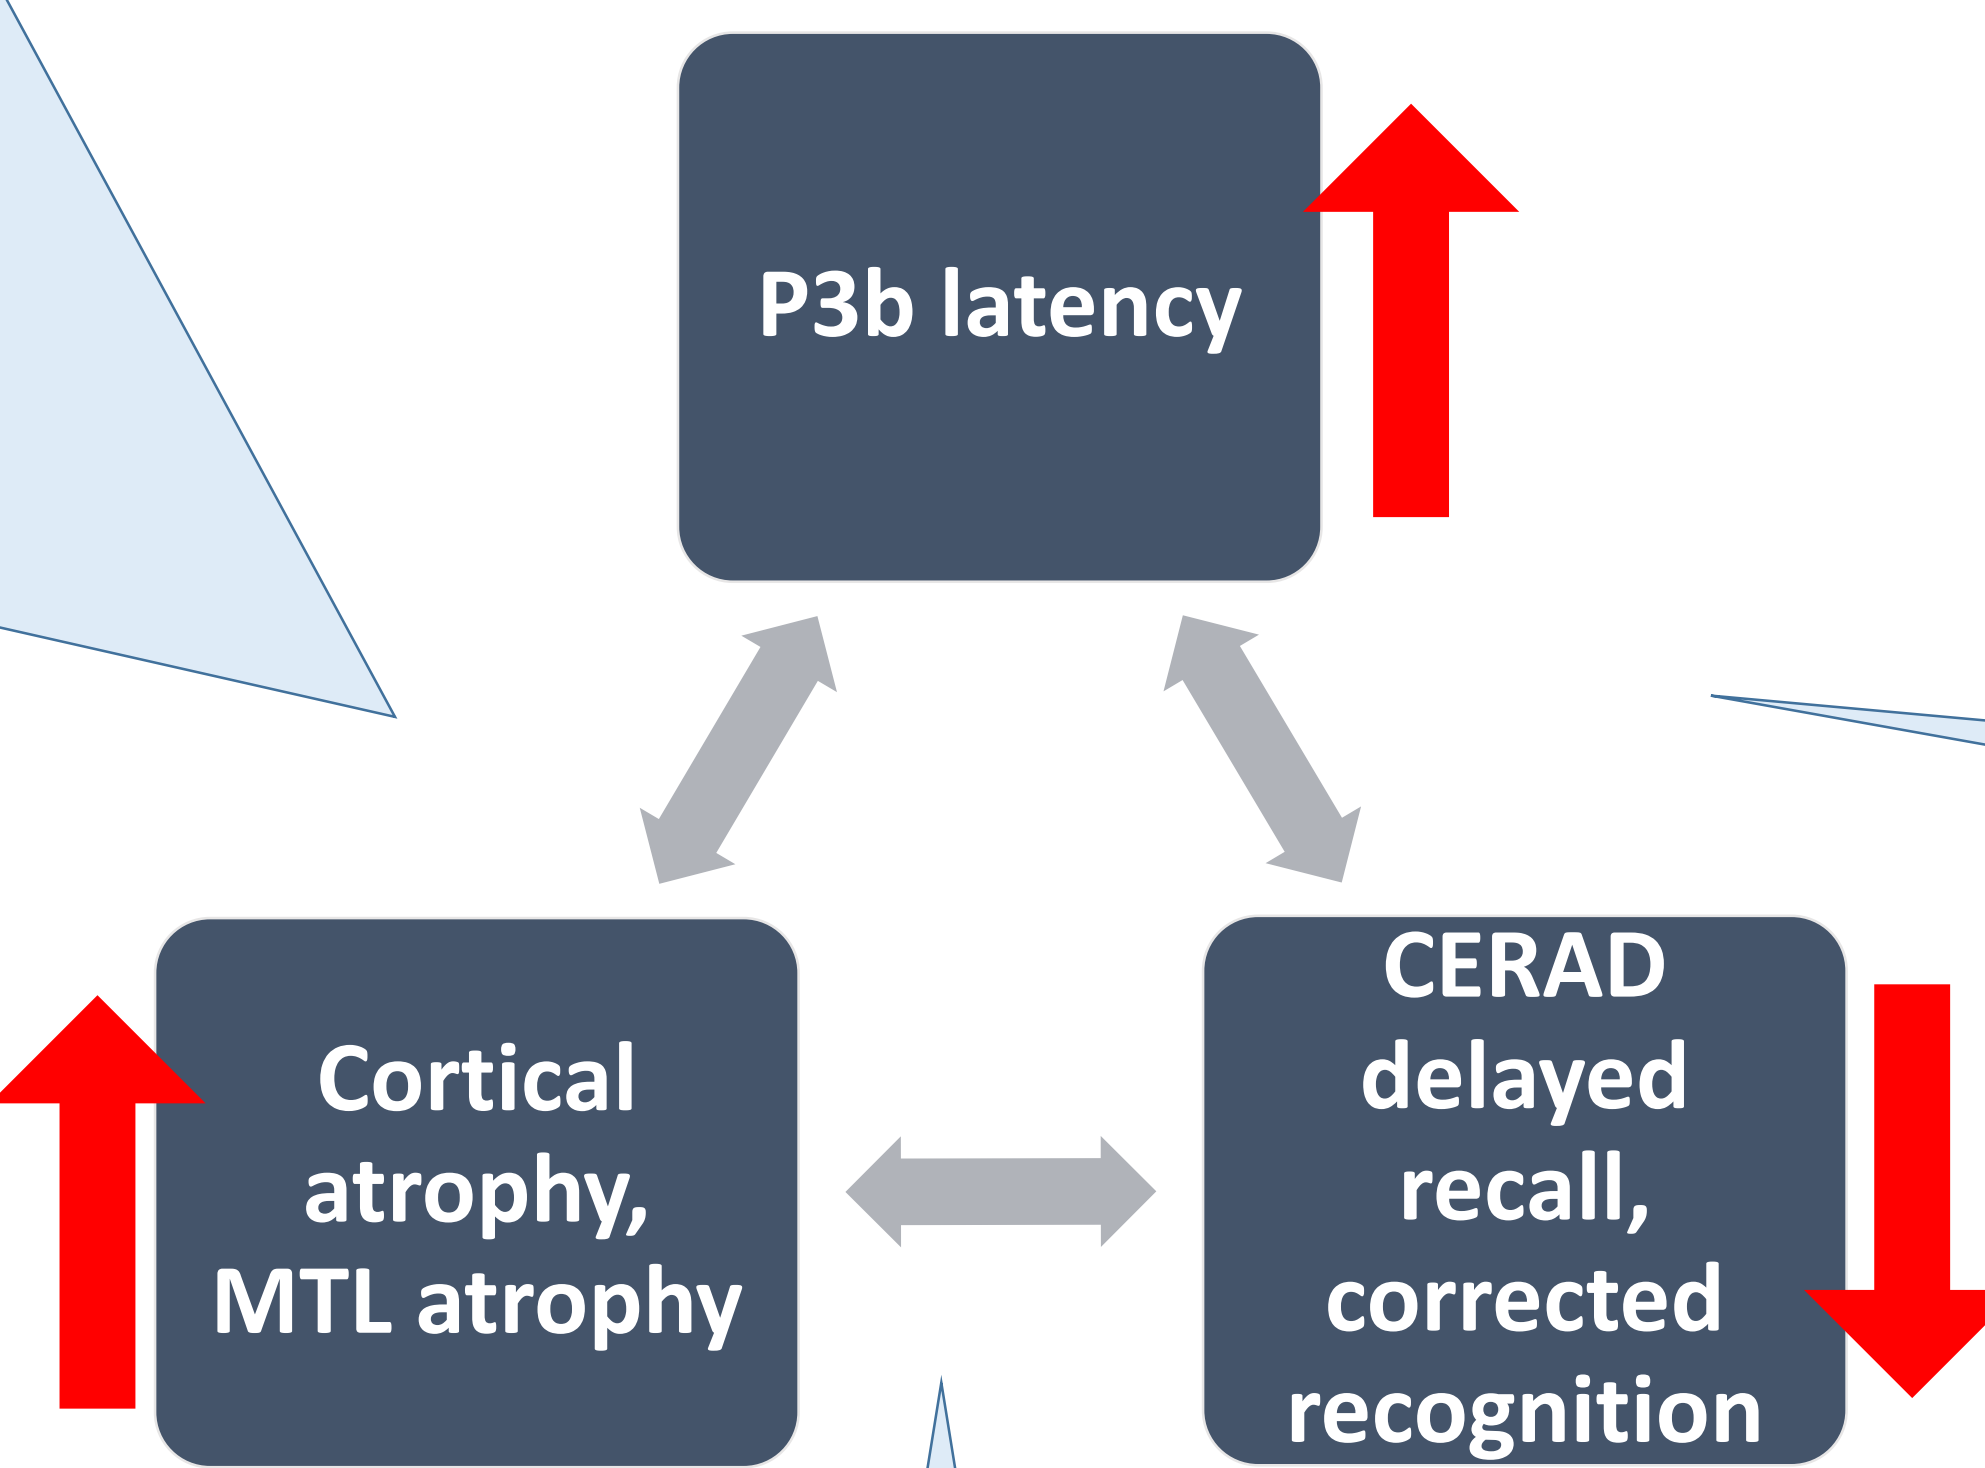 P3b latency
Cortical
atrophy,
MTL atrophy
CERAD
delayed
recall,
corrected
recognition